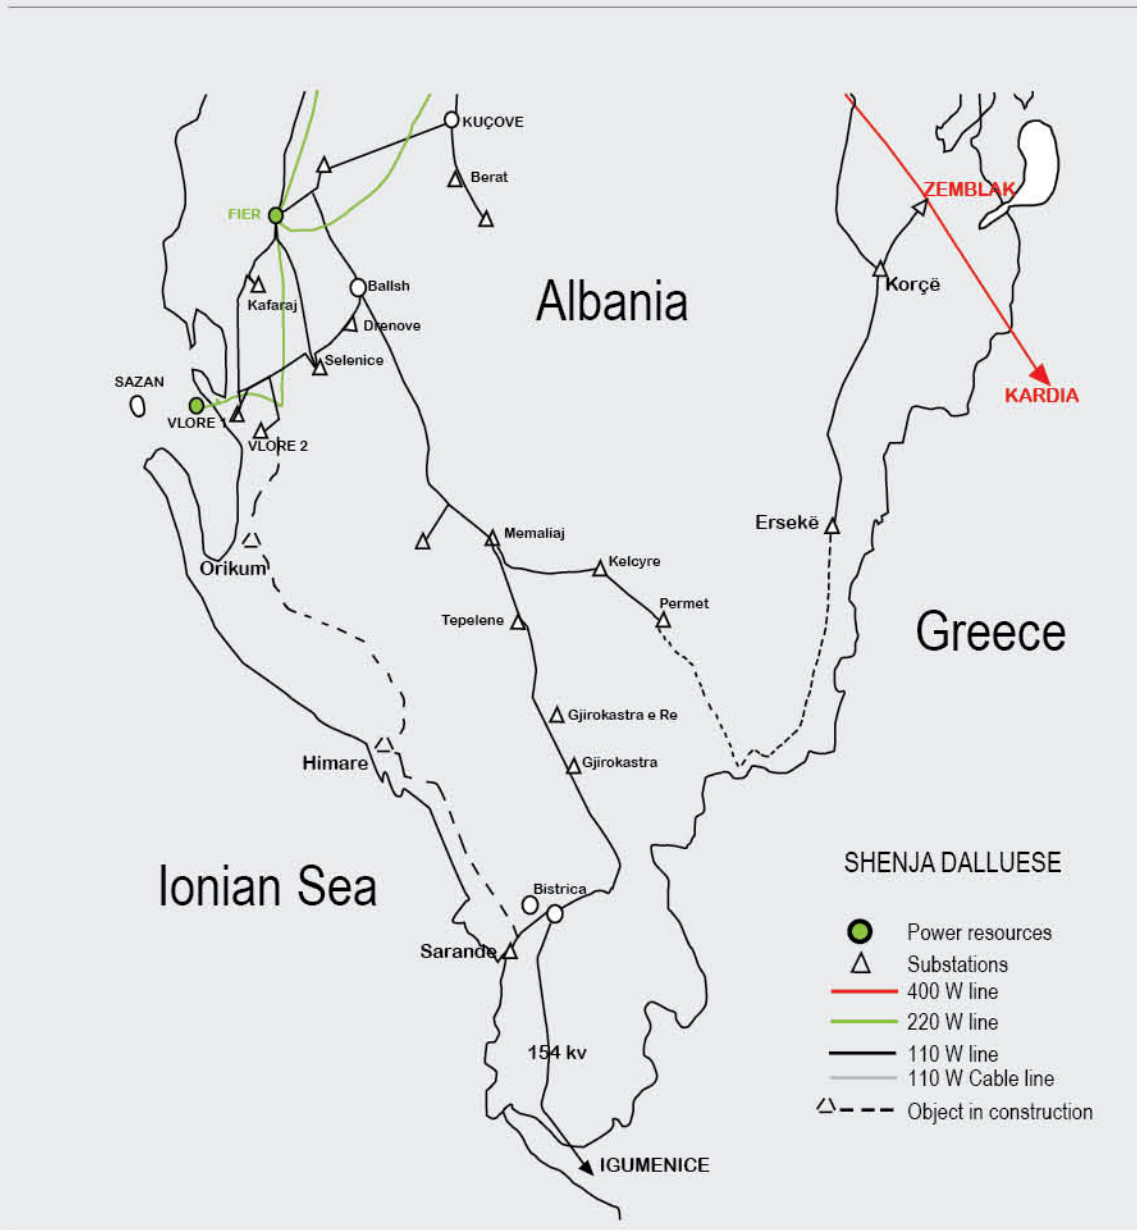 KUÇOVE
Berat
ZEMBLAK
FIER
Ballsh
Albania
Korçë
Kafaraj
Drenove
Selenice
SAZAN
KARDIA
VLORE 1
VLORE 2
Ersekë
Memaliaj
Orikum
Kelcyre
Permet
Tepelene
Greece
Gjirokastra e Re
Himare
Gjirokastra
Ionian Sea
Bistrica
Sarande
154 kv
IGUMENICE
SHENJA DALLUESE
Power resources
Substations
400 W line
220 W line
110 W line
110 W Cable line
Object in construction